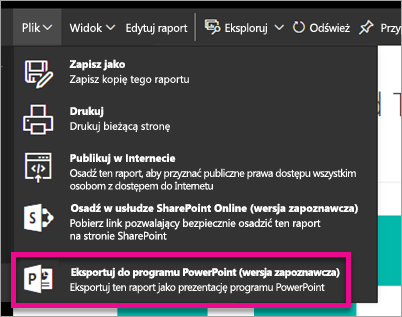 Plik Widok Edytuj raport Eksploruj Odśwież
Zapisz jako
Zapisz kopię tego raportu
Drukuj
Drukuj bieżącą stronę
Publikuj w Internecie
Osadź ten raport, aby przyznać publiczne prawa dostępu wszystkim
osobom z dostępem do Internetu
Osadź w usłudze SharePoint Online (wersja zapoznawcza)
Pobierz link pozwalający bezpiecznie osadzić ten raport
na stronie SharePoint
Eksportuj do programu PowerPoint (wersja zapoznawcza)
Eksportuj ten raport jako prezentację programu PowerPoint